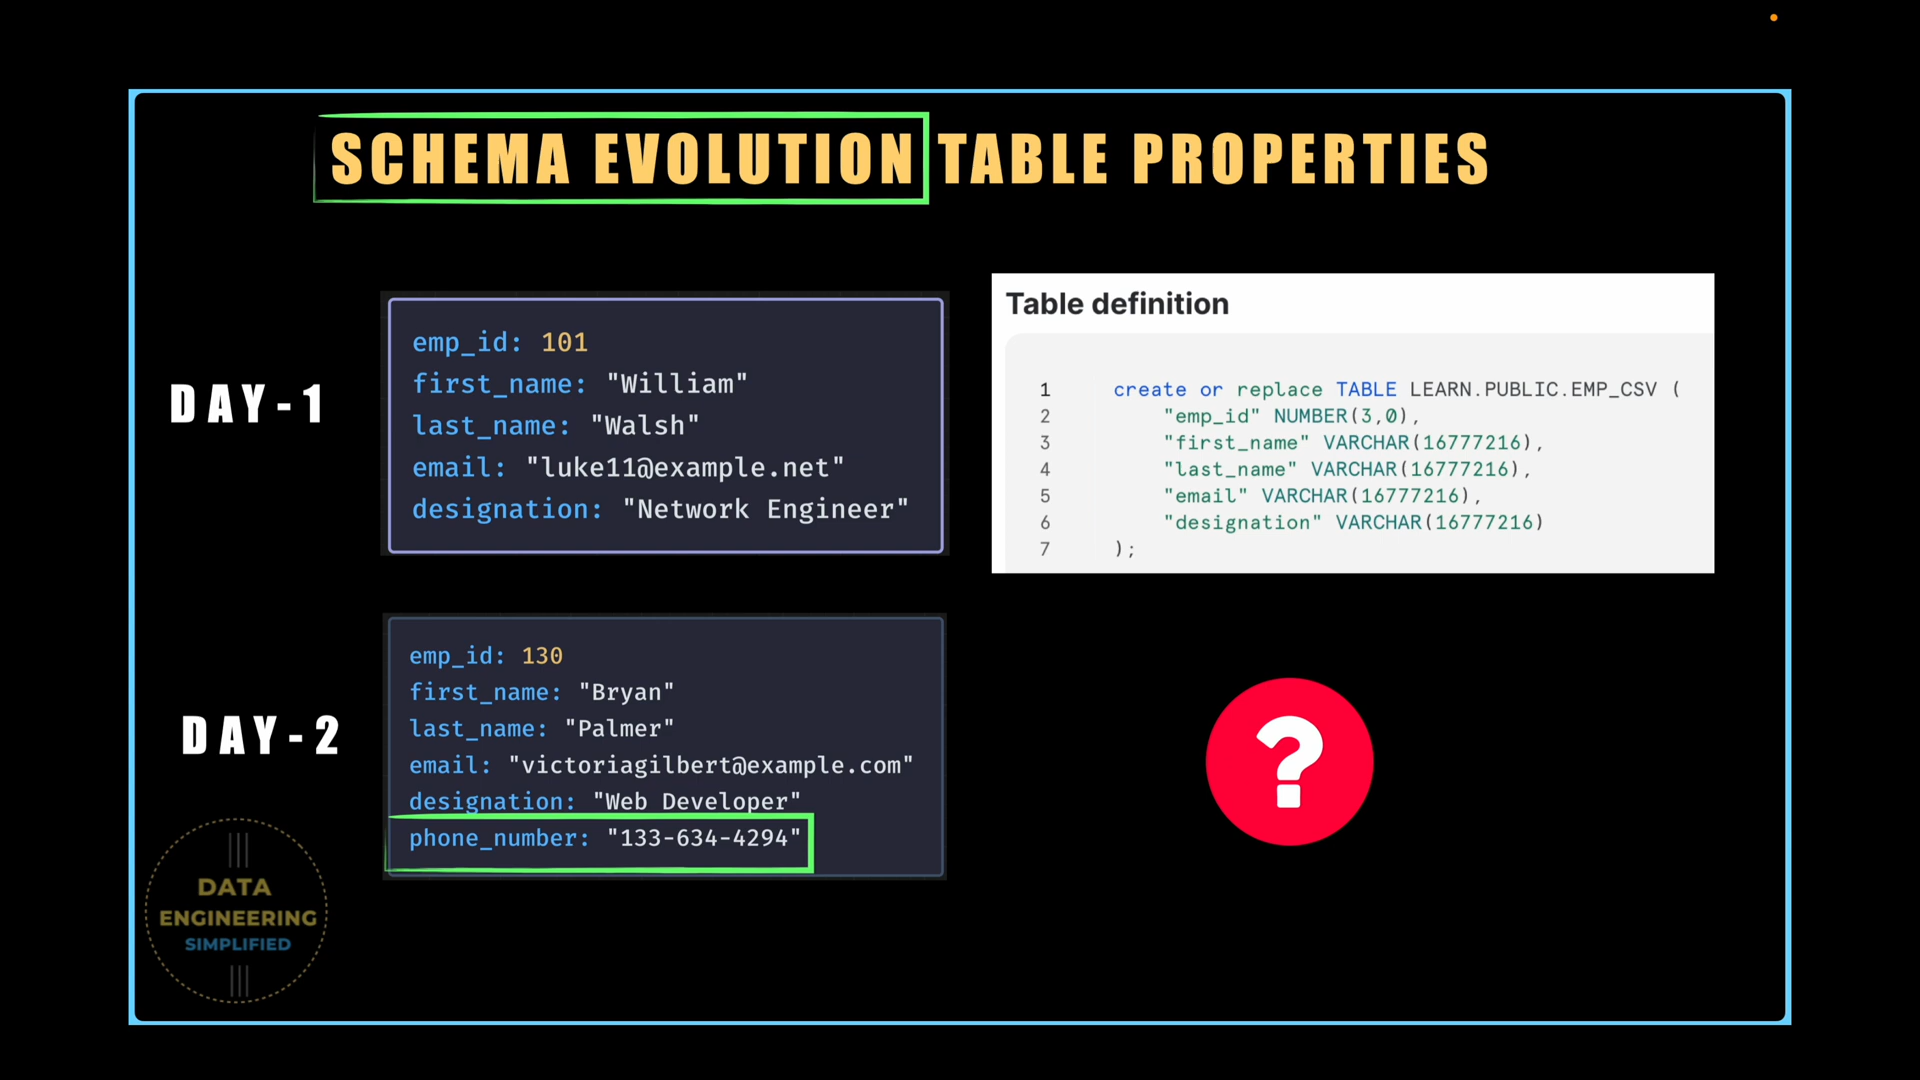 SCHEMA EVOLUTION TABLE PROPERTIES
DAY-1
emp_id: 101
first_name: "William"
last_name: "Walsh"
email: "luke11@example.net"
designation: "Network Engineer"
Table definition
1 create or replace TABLE LEARN.PUBLIC.EMP_CSV (
2 "emp_id" NUMBER(3,0),
3 "first_name" VARCHAR(16777216),
4 "last_name" VARCHAR(16777216),
5 "email" VARCHAR(16777216),
6 "designation" VARCHAR(16777216)
7 );
DAY-2
emp_id: 130
first_name: "Bryan"
last_name: "Palmer"
email: "victoriagilbert@example.com"
designation: "Web Developer"
phone_number: "133-634-4294"
?
DATA
ENGINEERING
SIMPLIFIED